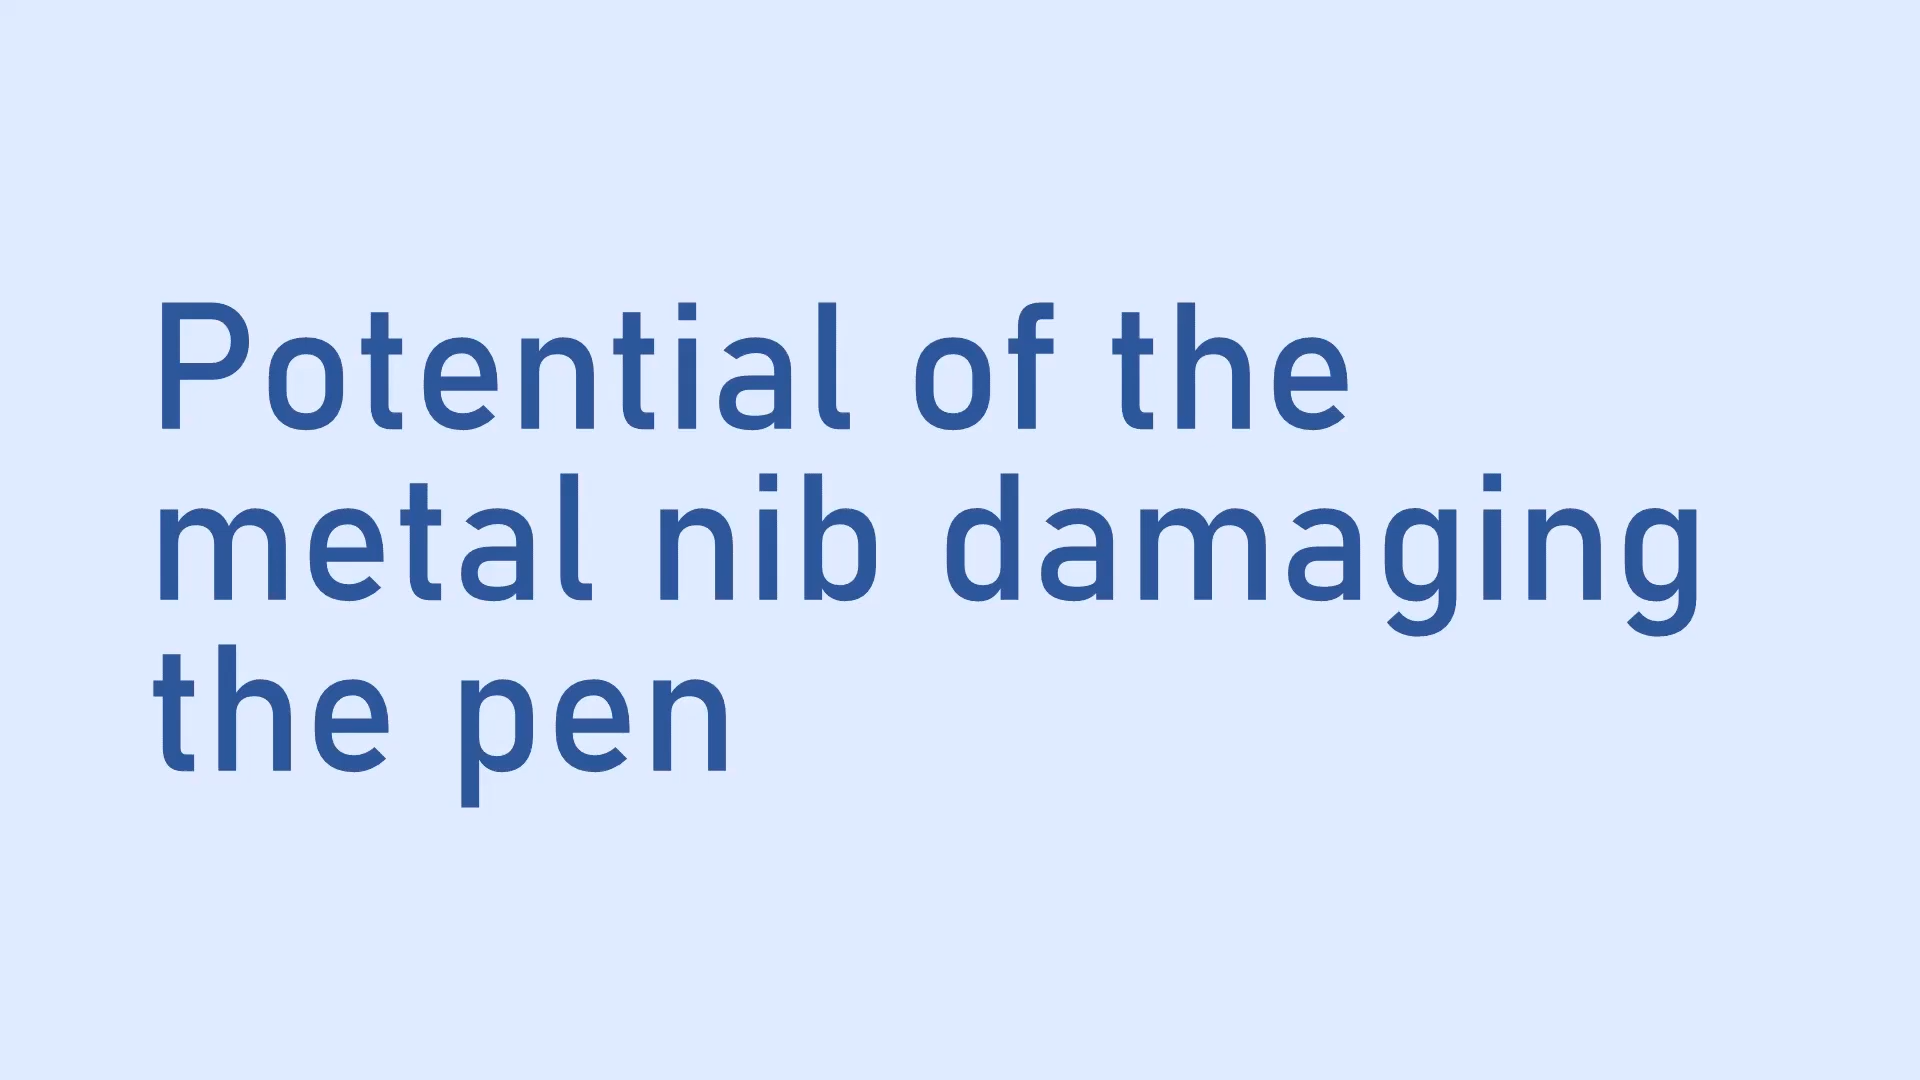 Potential of the
metal nib damaging
the pen